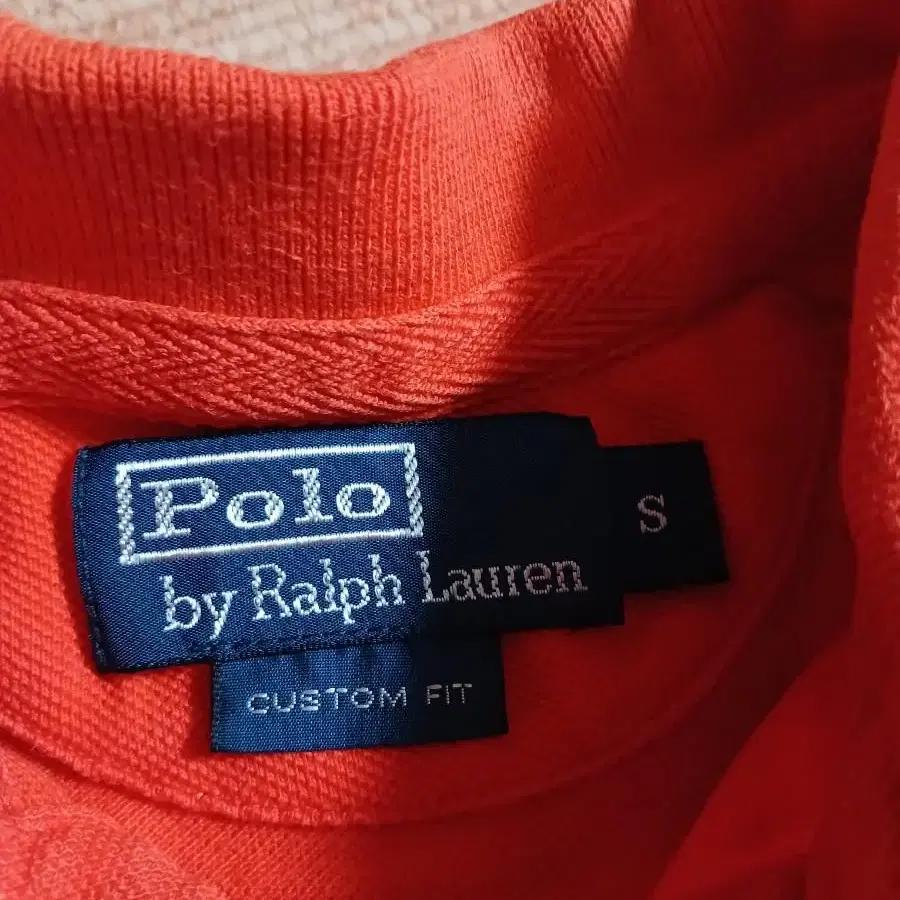 Polo
by Ralph Lauren
S
CUSTOM FIT